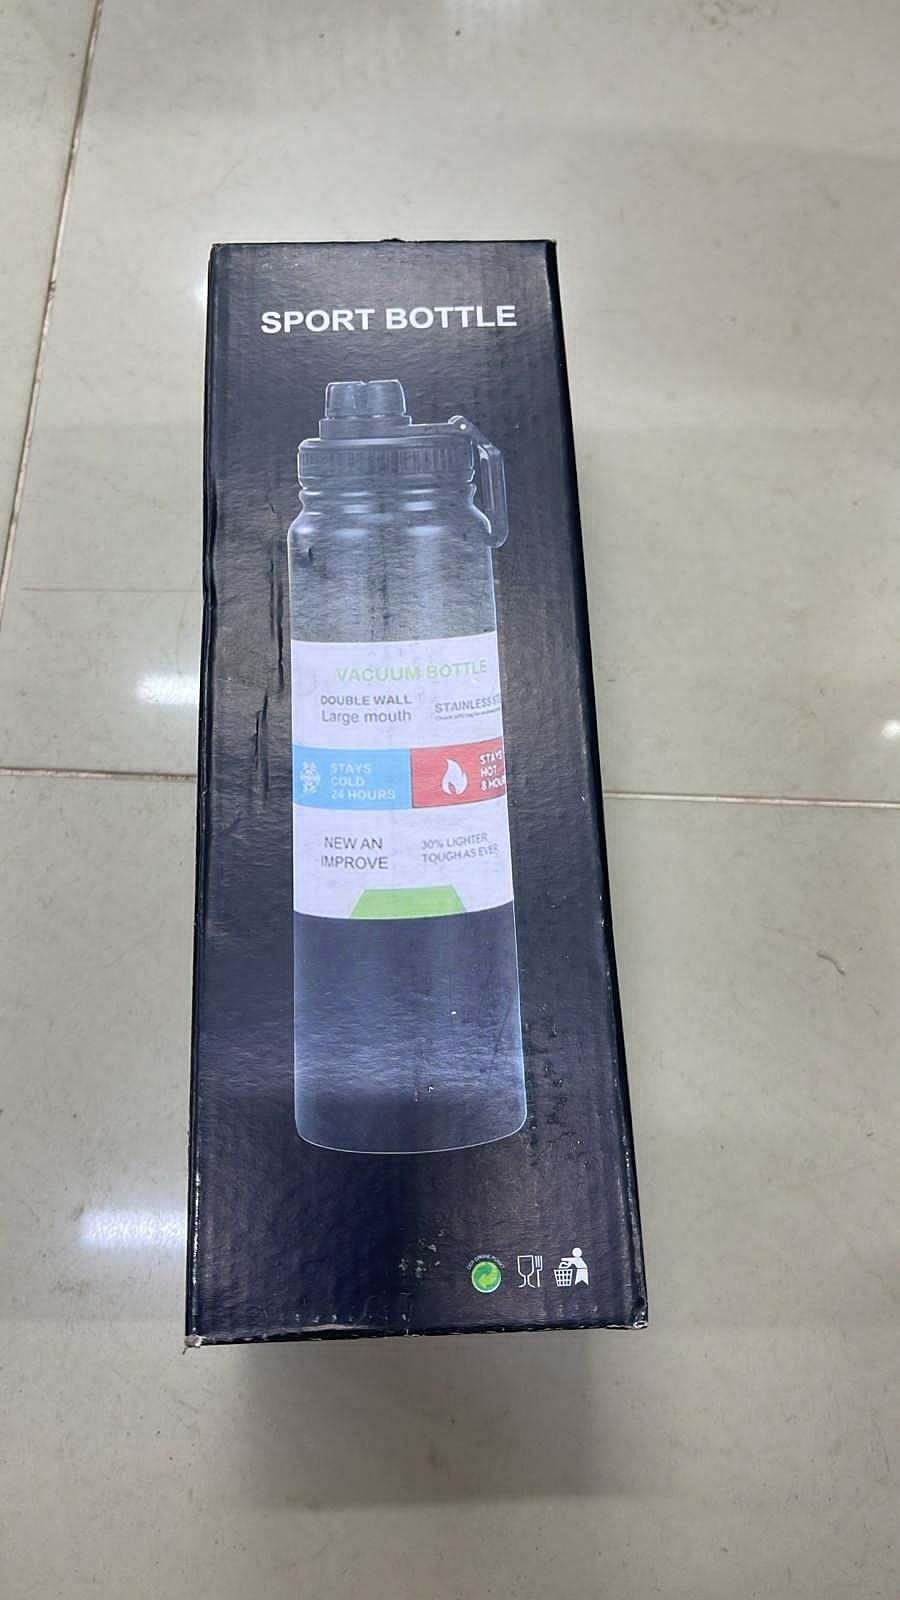 SPORT BOTTLE
VACUUM BOTTLE
DOUBLE WALL
Large mouth
STAYS
COLD
24 HOURS
STAYS
HOT
NEW AN
IMPROVE
30% LIGHTER
TOUGH AS EVER